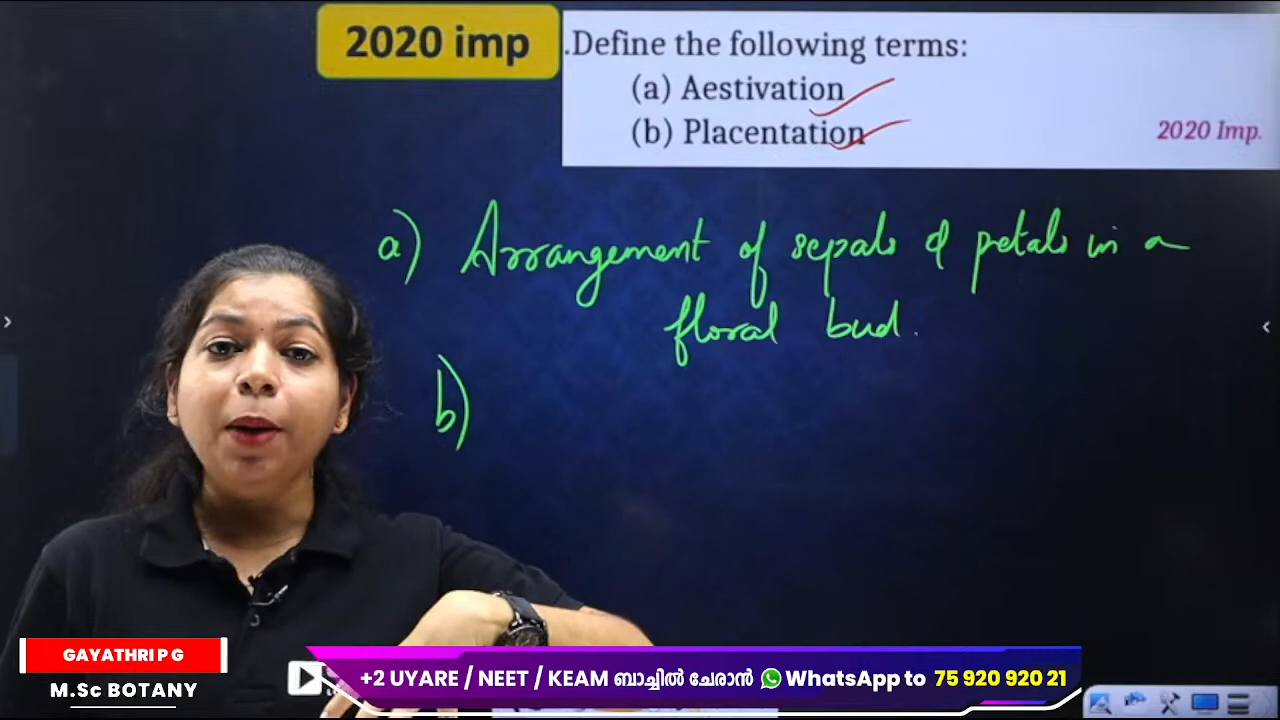 2020 imp
.Define the following terms:
(a) Aestivation
(b) Placentation
2020 Imp.
a) Arrangement of sepals & petals in a
floral bud.
b)
GAYATHRI P G
M.Sc BOTANY
+2 UYARE / NEET / KEAM ബാച്ചിൽ ചേരാൻ WhatsApp to 75 920 920 21